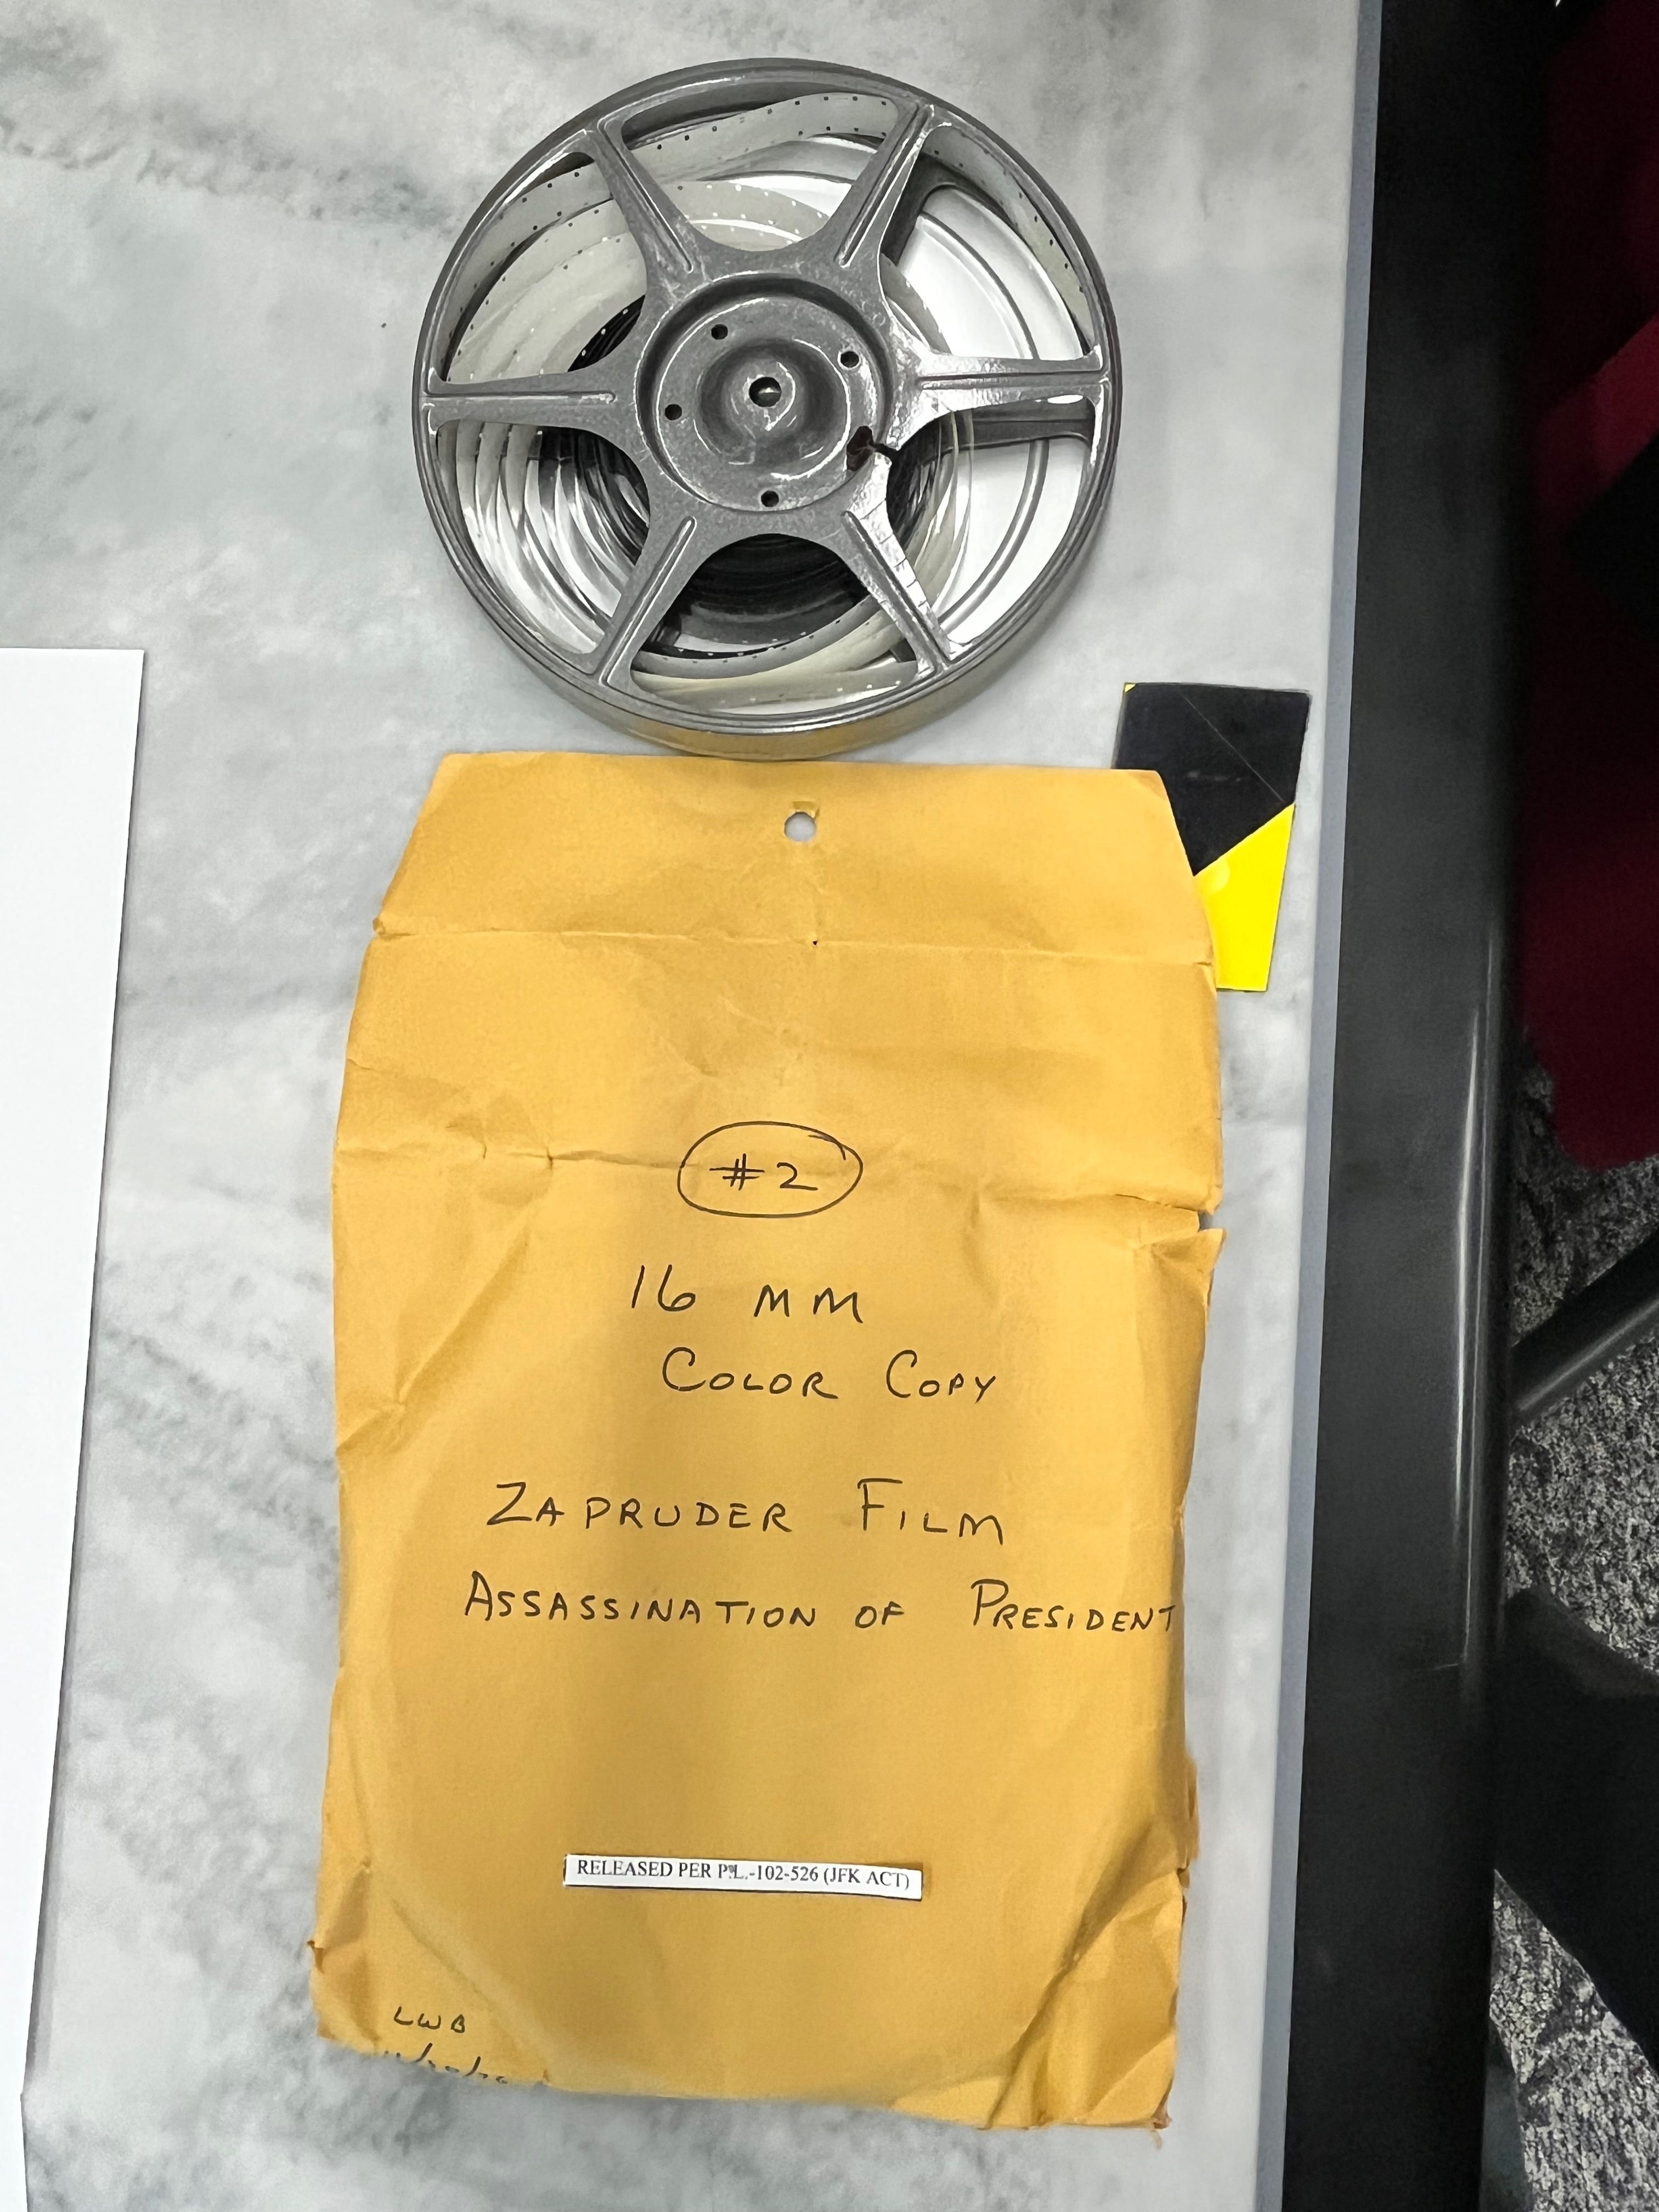 #2
16 MM
COLOR COPY
ZAPRUDER FILM
ASSASSINATION OF PRESIDENT
RELEASED PER P.L.-102-526 (JFK ACT)
LWB